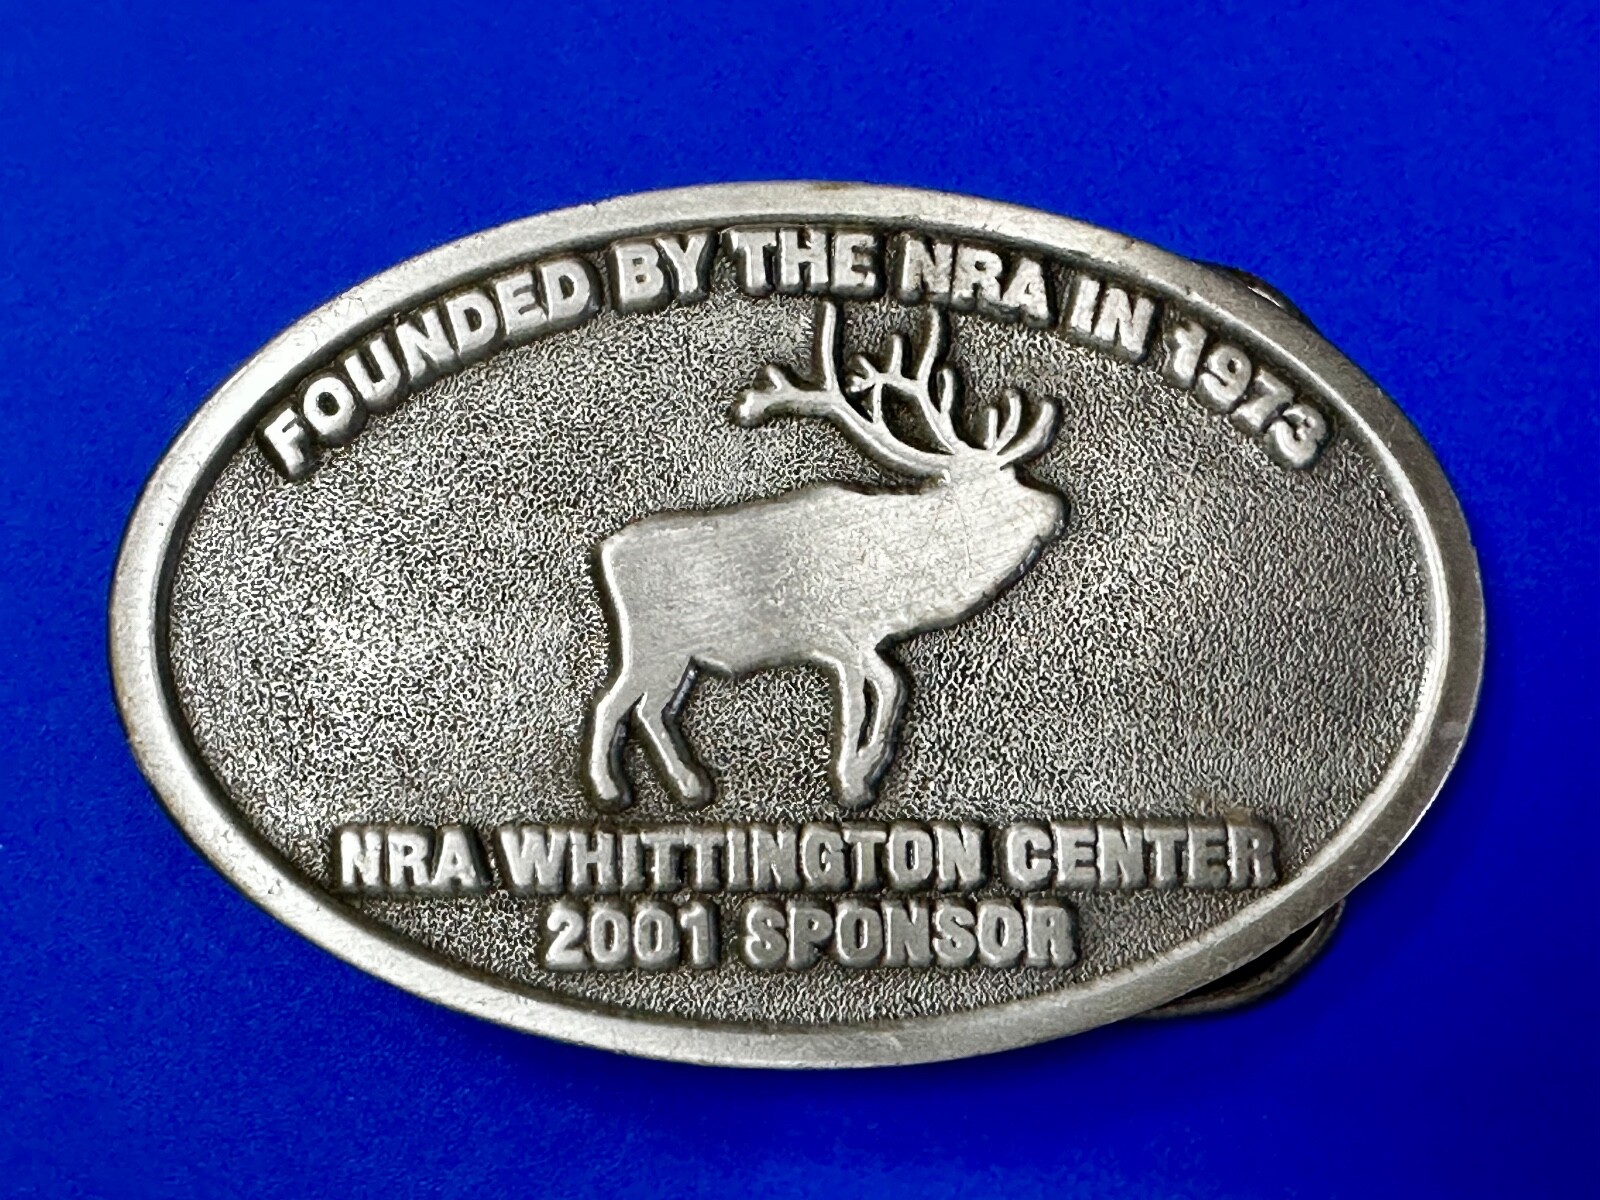 FOUNDED BY THE NRA IN 1973
NRA WHITTINGTON CENTER
2001 SPONSOR